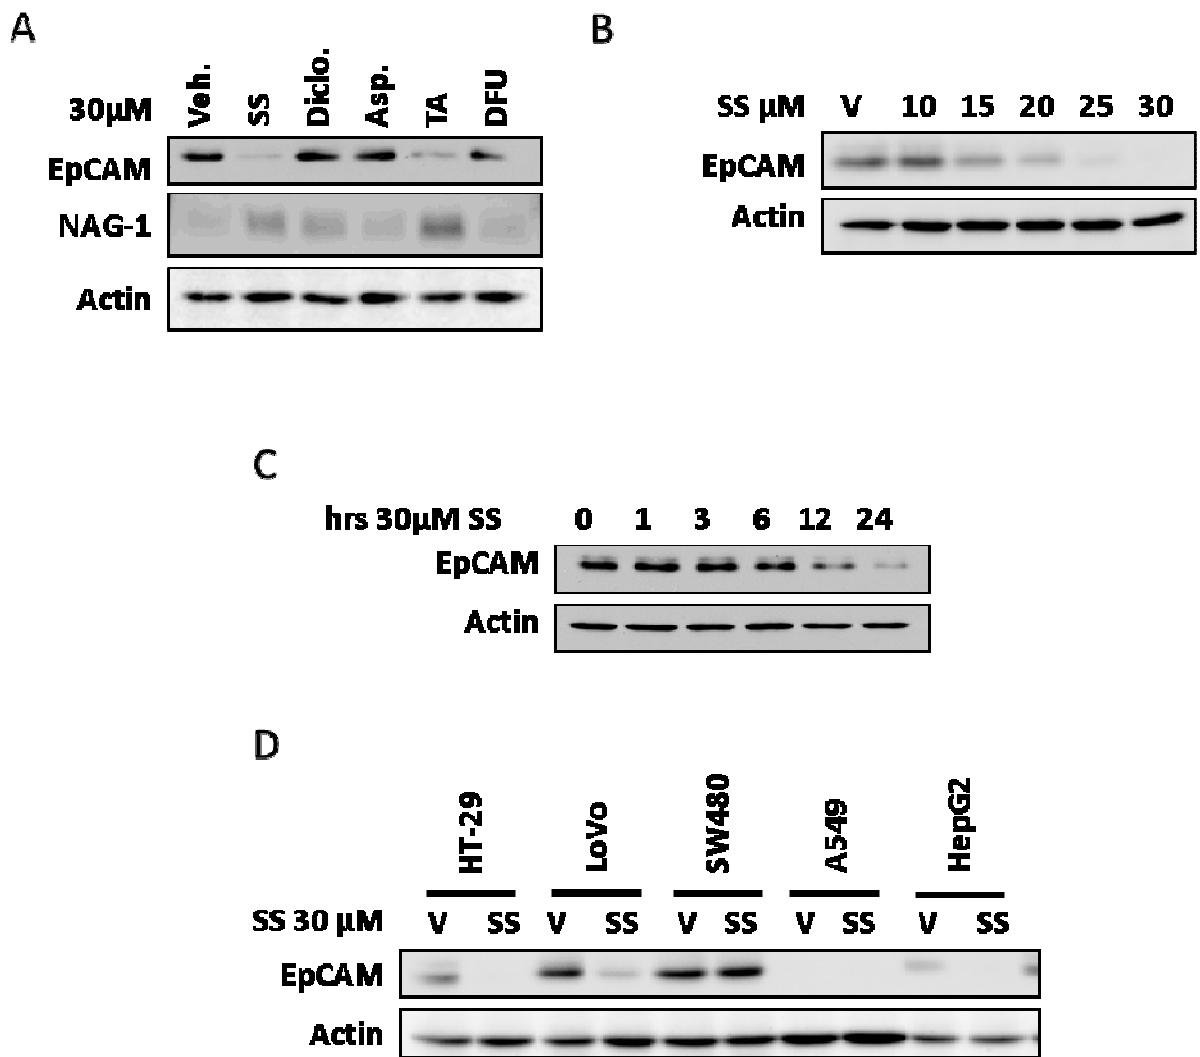 A
30µM Veh. SS Diclo. Asp. TA DFU
EpCAM
NAG-1
Actin
B
SS µM V 10 15 20 25 30
EpCAM
Actin
C
hrs 30µM SS 0 1 3 6 12 24
EpCAM
Actin
D
HT-29 LoVo SW480 A549 HepG2
SS 30 µM V SS V SS V SS V SS V SS
EpCAM
Actin